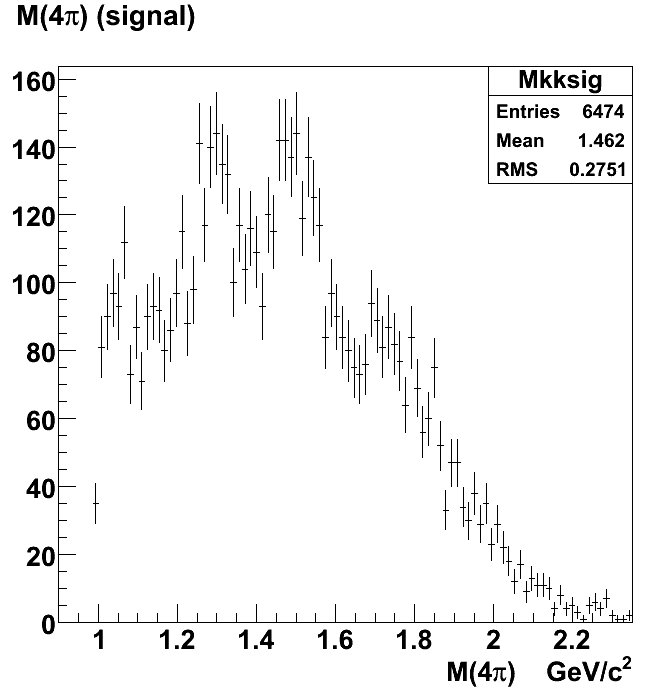 M(4π) (signal)
Mkksig
Entries 6474
Mean 1.462
RMS 0.2751
160
140
120
100
80
60
40
20
0
1 1.2 1.4 1.6 1.8 2 2.2
M(4π) GeV/c²